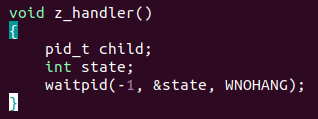 void z_handler()
{
    pid_t child;
    int state;
    waitpid(-1, &state, WNOHANG);
}